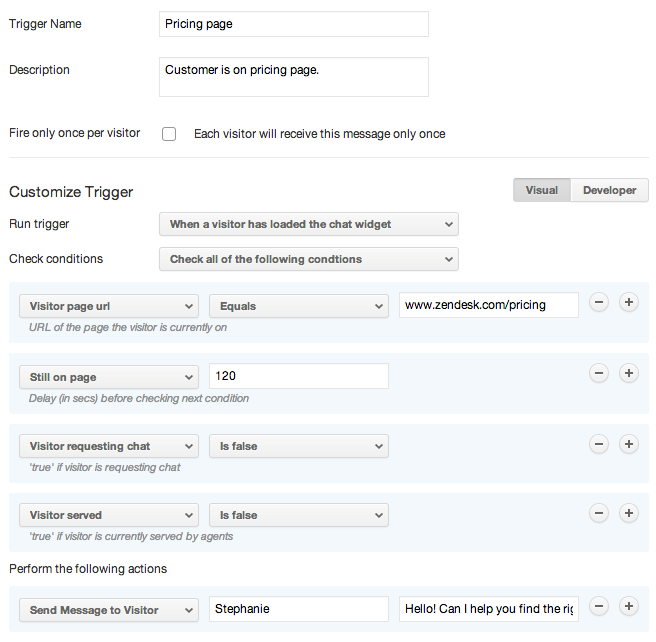 Trigger Name Pricing page
Description Customer is on pricing page.
Fire only once per visitor Each visitor will receive this message only once
Customize Trigger Visual Developer
Run trigger When a visitor has loaded the chat widget
Check conditions Check all of the following condtions
Visitor page url Equals www.zendesk.com/pricing
URL of the page the visitor is currently on
Still on page 120
Delay (in secs) before checking next condition
Visitor requesting chat Is false
'true' if visitor is requesting chat
Visitor served Is false
'true' if visitor is currently served by agents
Perform the following actions
Send Message to Visitor Stephanie Hello! Can I help you find the